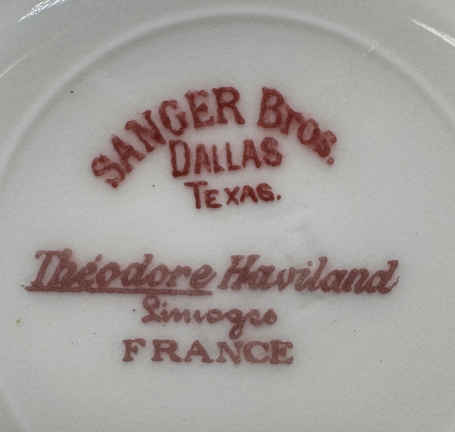 SANGER Bros.
DALLAS
TEXAS.
Théodore Haviland
Limoges
FRANCE